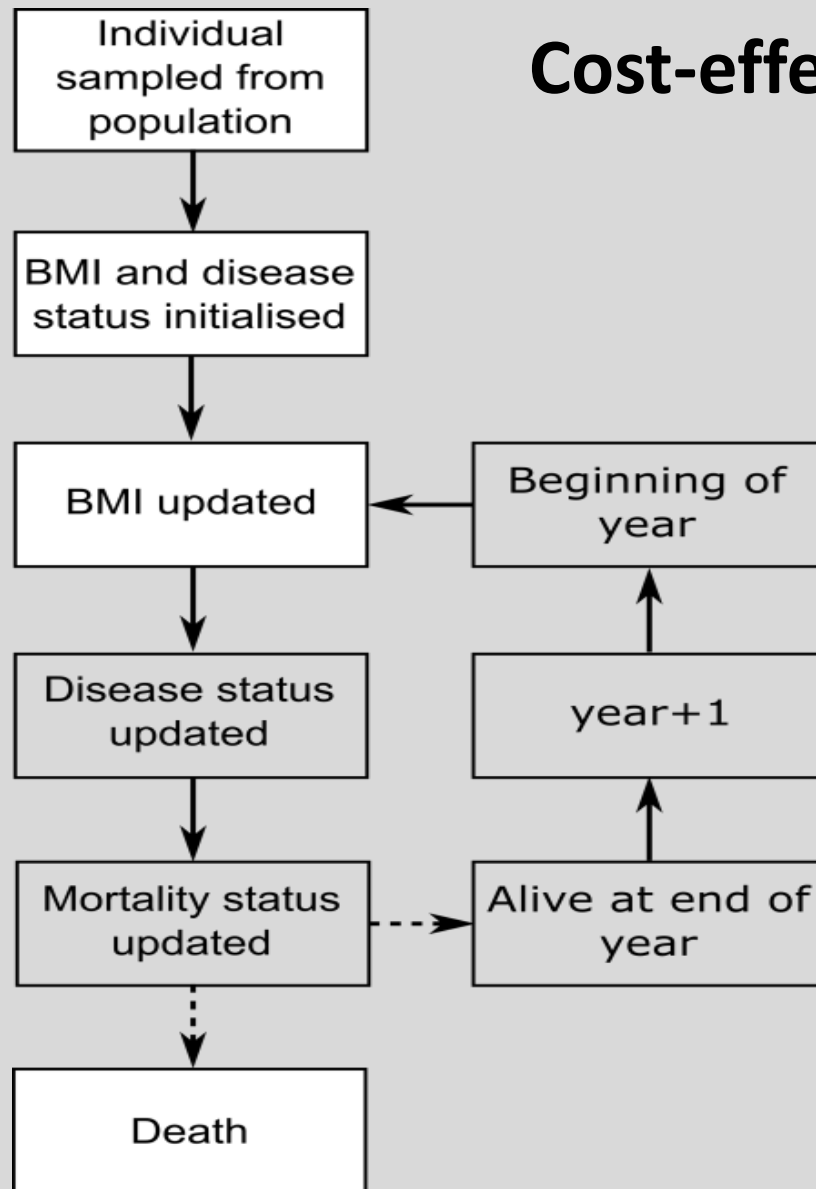 Individual
sampled from
population
Cost-effe
BMI and disease
status initialised
BMI updated
Beginning of
year
Disease status
updated
year+1
Mortality status
updated
Alive at end of
year
Death